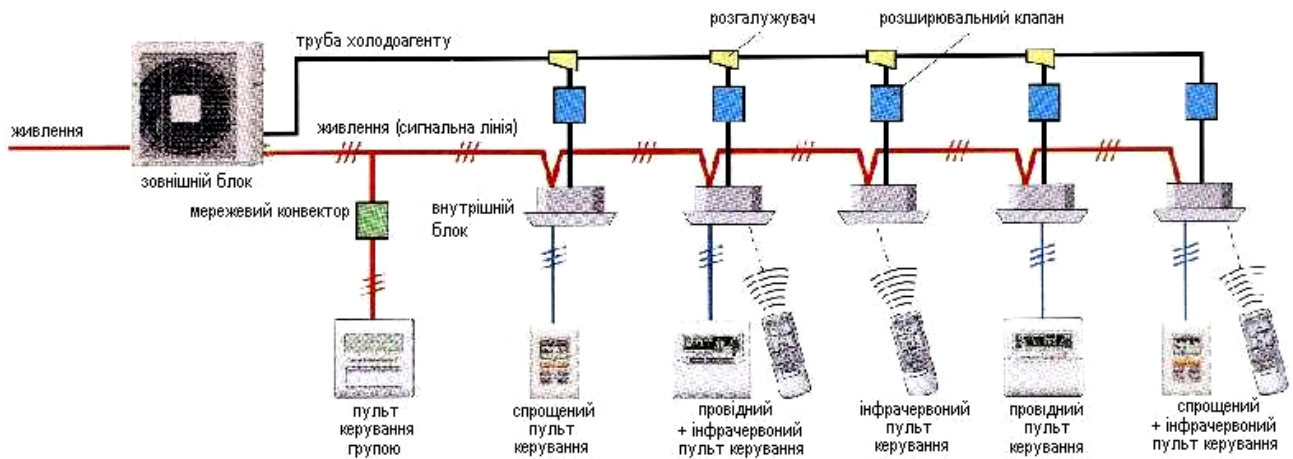 розгалужувач
розширювальний клапан
труба холодоагенту
живлення
живлення (сигнальна лінія)
зовнішній блок
мережевий конвектор
внутрішній
блок
пульт
керування
групою
спрощений
пульт
керування
провідний
+ інфрачервоний
пульт керування
інфрачервоний
пульт
керування
провідний
пульт
керування
спрощений
+ інфрачервоний
пульт керування